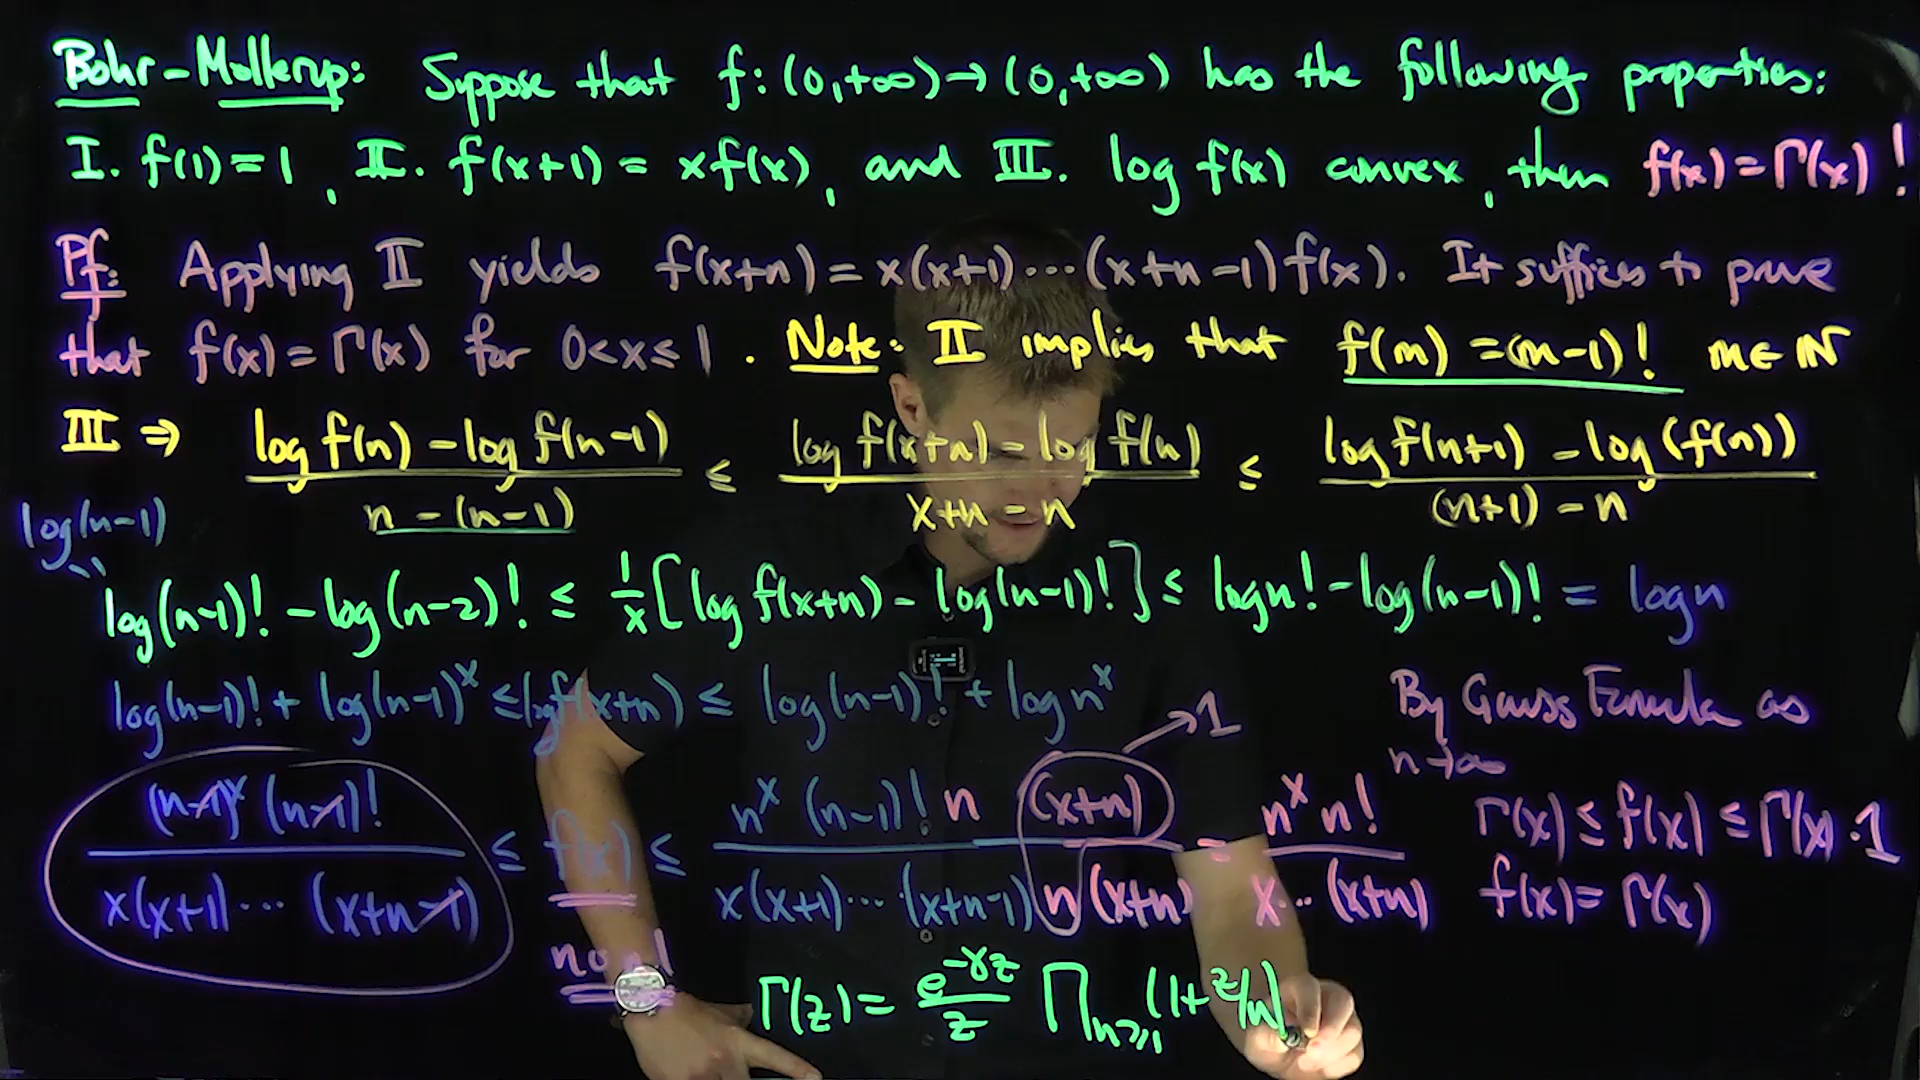 Bohr-Mollerup: Suppose that f: (0,+∞) → (0,+∞) has the following properties:
I. f(1) = 1, II. f(x+1) = x f(x), and III. log f(x) convex, then f(x) = Γ(x)!
Pf: Applying II yields f(x+n) = x(x+1)···(x+n-1) f(x). It suffices to prove
that f(x) = Γ(x) for 0<x≤1. Note: II implies that f(m) = (m-1)! m∈ℕ
III ⇒ (log f(n) - log f(n-1))/(n-(n-1)) ≤ (log f(x+n) - log f(n))/(x+n-n) ≤ (log f(n+1) - log(f(n)))/((n+1)-n)
log(n-1)
log(n-1)! - log(n-2)! ≤ 1/x [log f(x+n) - log(n-1)!] ≤ log n! - log(n-1)! = log n
log(n-1)! + log(n-1)^x ≤ log f(x+n) ≤ log(n-1)! + log n^x
→ 1
By Gauss Formula as
n→∞
((n-1)^x (n-1)!)/(x(x+1)···(x+n-1)) ≤ f(x) ≤ (n^x (n-1)! n (x+n))/(x(x+1)···(x+n-1) n (x+n)) = (n^x n!)/(x···(x+n))
Γ(x) ≤ f(x) ≤ Γ(x)·1
f(x) = Γ(x)
Γ(z) = e^{-γz}/z ∏_{n≥1} (1+z/n)